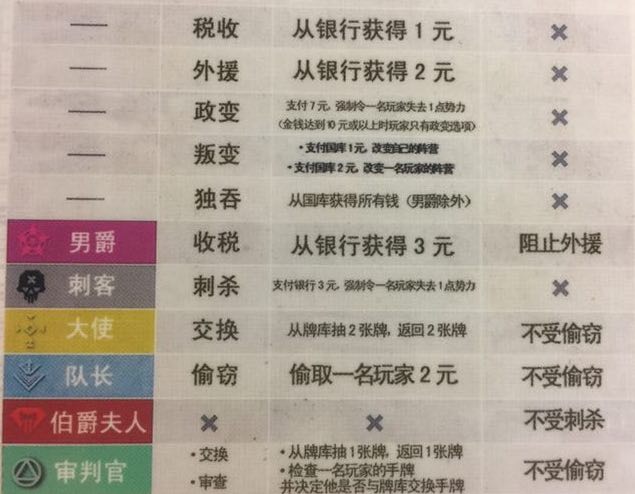 —— 税收 从银行获得1元 ×
—— 外援 从银行获得2元 ×
—— 政变 支付7元，强制令一名玩家失去1点势力 ×
（金钱达到10元或以上时玩家只有政变选项）
—— 叛变 •支付国库1元，改变自己的阵营 ×
•支付国库2元，改变一名玩家的阵营
—— 独吞 从国库获得所有钱（男爵除外） ×
男爵 收税 从银行获得3元 阻止外援
刺客 刺杀 支付银行3元，强制令一名玩家失去1点势力 ×
大使 交换 从牌库抽2张牌，返回2张牌 不受偷窃
队长 偷窃 偷取一名玩家2元 不受偷窃
伯爵夫人 × × 不受刺杀
审判官 •交换 •从牌库抽1张牌，返回1张牌 不受偷窃
•审查 •检查一名玩家的手牌
并决定他是否与牌库交换手牌